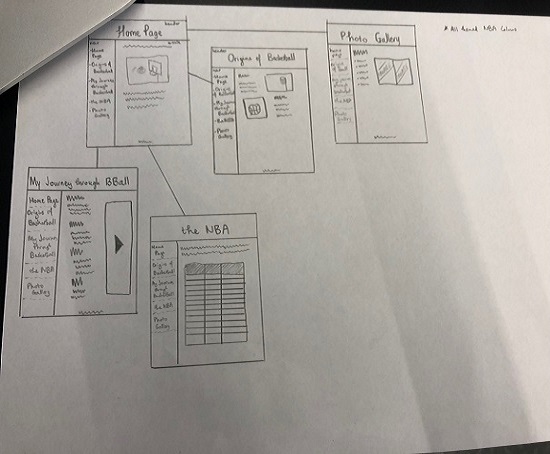 header
Home Page
Home
Page
Origins of
Basketball
My Journey
through
Basketball
the NBA
Photo
Gallery
header
Origins of Basketball
Home
Page
Origins
of Basketball
My Journey
through
Basketball
the NBA
Photo
Gallery
Photo Gallery
Home
page
Origins
of Basketball
My Journey
through
Basketball
the NBA
Photo
Gallery
* All Around NBA Colours
My Journey through BBall
Home Page
Origins of
Basketball
My Journey
Through
Basketball
the NBA
Photo
Gallery
the NBA
Home
Page
Origins of
Basketball
My Journey
through
Basketball
the NBA
Photo
Gallery